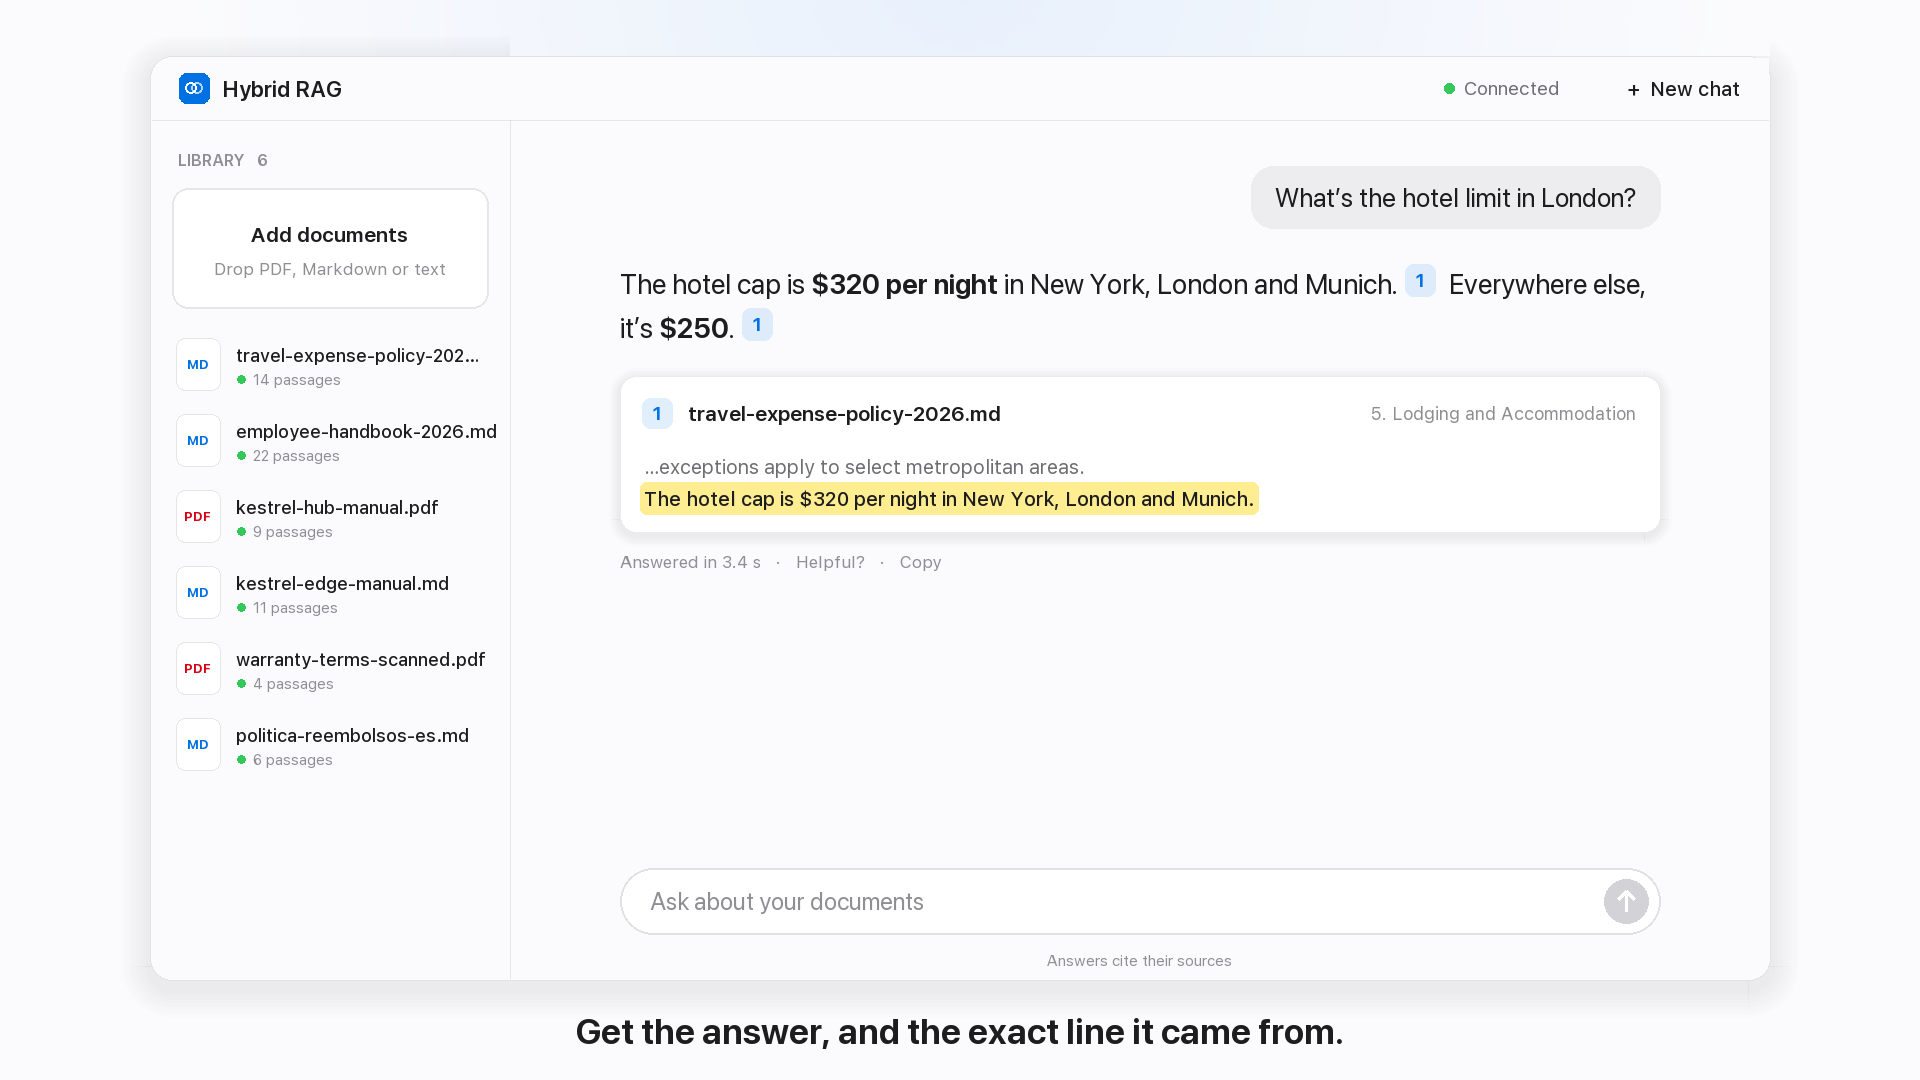 Hybrid RAG
Connected
+ New chat
LIBRARY 6
Add documents
Drop PDF, Markdown or text
MD
travel-expense-policy-202...
14 passages
MD
employee-handbook-2026.md
22 passages
PDF
kestrel-hub-manual.pdf
9 passages
MD
kestrel-edge-manual.md
11 passages
PDF
warranty-terms-scanned.pdf
4 passages
MD
politica-reembolsos-es.md
6 passages
What’s the hotel limit in London?
The hotel cap is $320 per night in New York, London and Munich. 1 Everywhere else,
it’s $250. 1
1 travel-expense-policy-2026.md
5. Lodging and Accommodation
...exceptions apply to select metropolitan areas.
The hotel cap is $320 per night in New York, London and Munich.
Answered in 3.4 s · Helpful? · Copy
Ask about your documents
Answers cite their sources
Get the answer, and the exact line it came from.